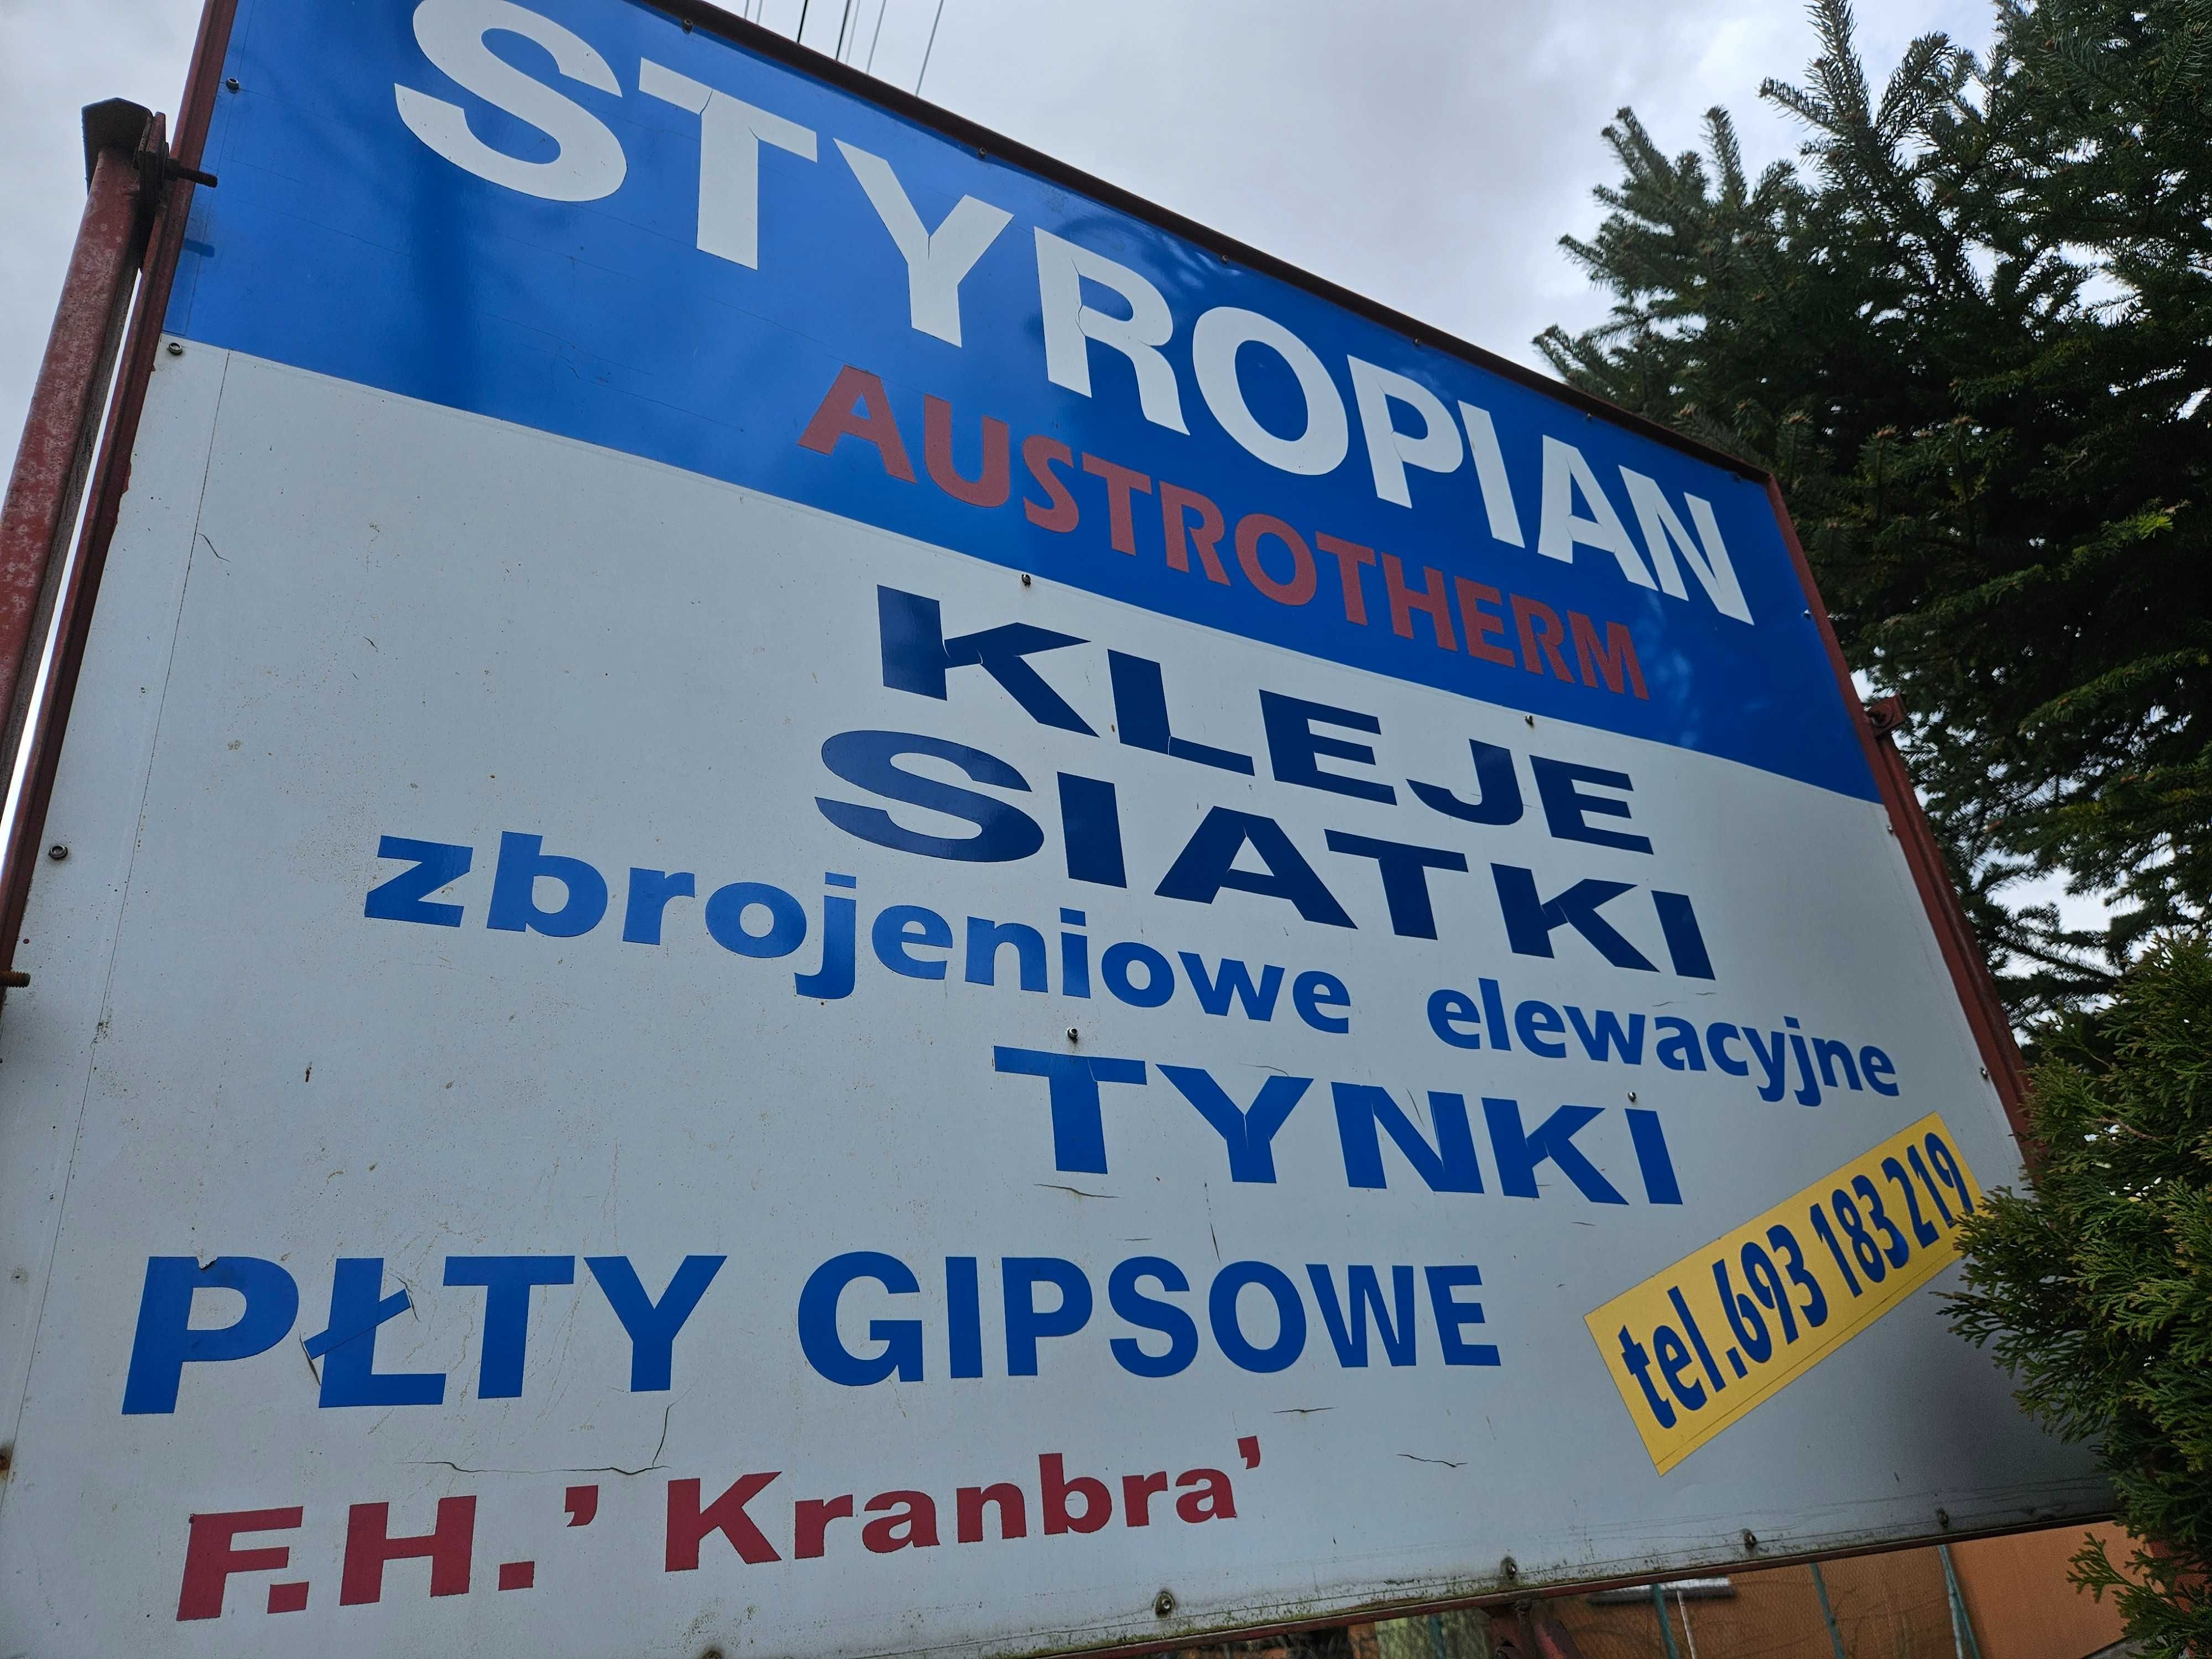 STYROPIAN
AUSTROTHERM
KLEJE
SIATKI
zbrojeniowe elewacyjne
TYNKI
PŁTY GIPSOWE
tel.693 183 219
F.H.’ Kranbra’